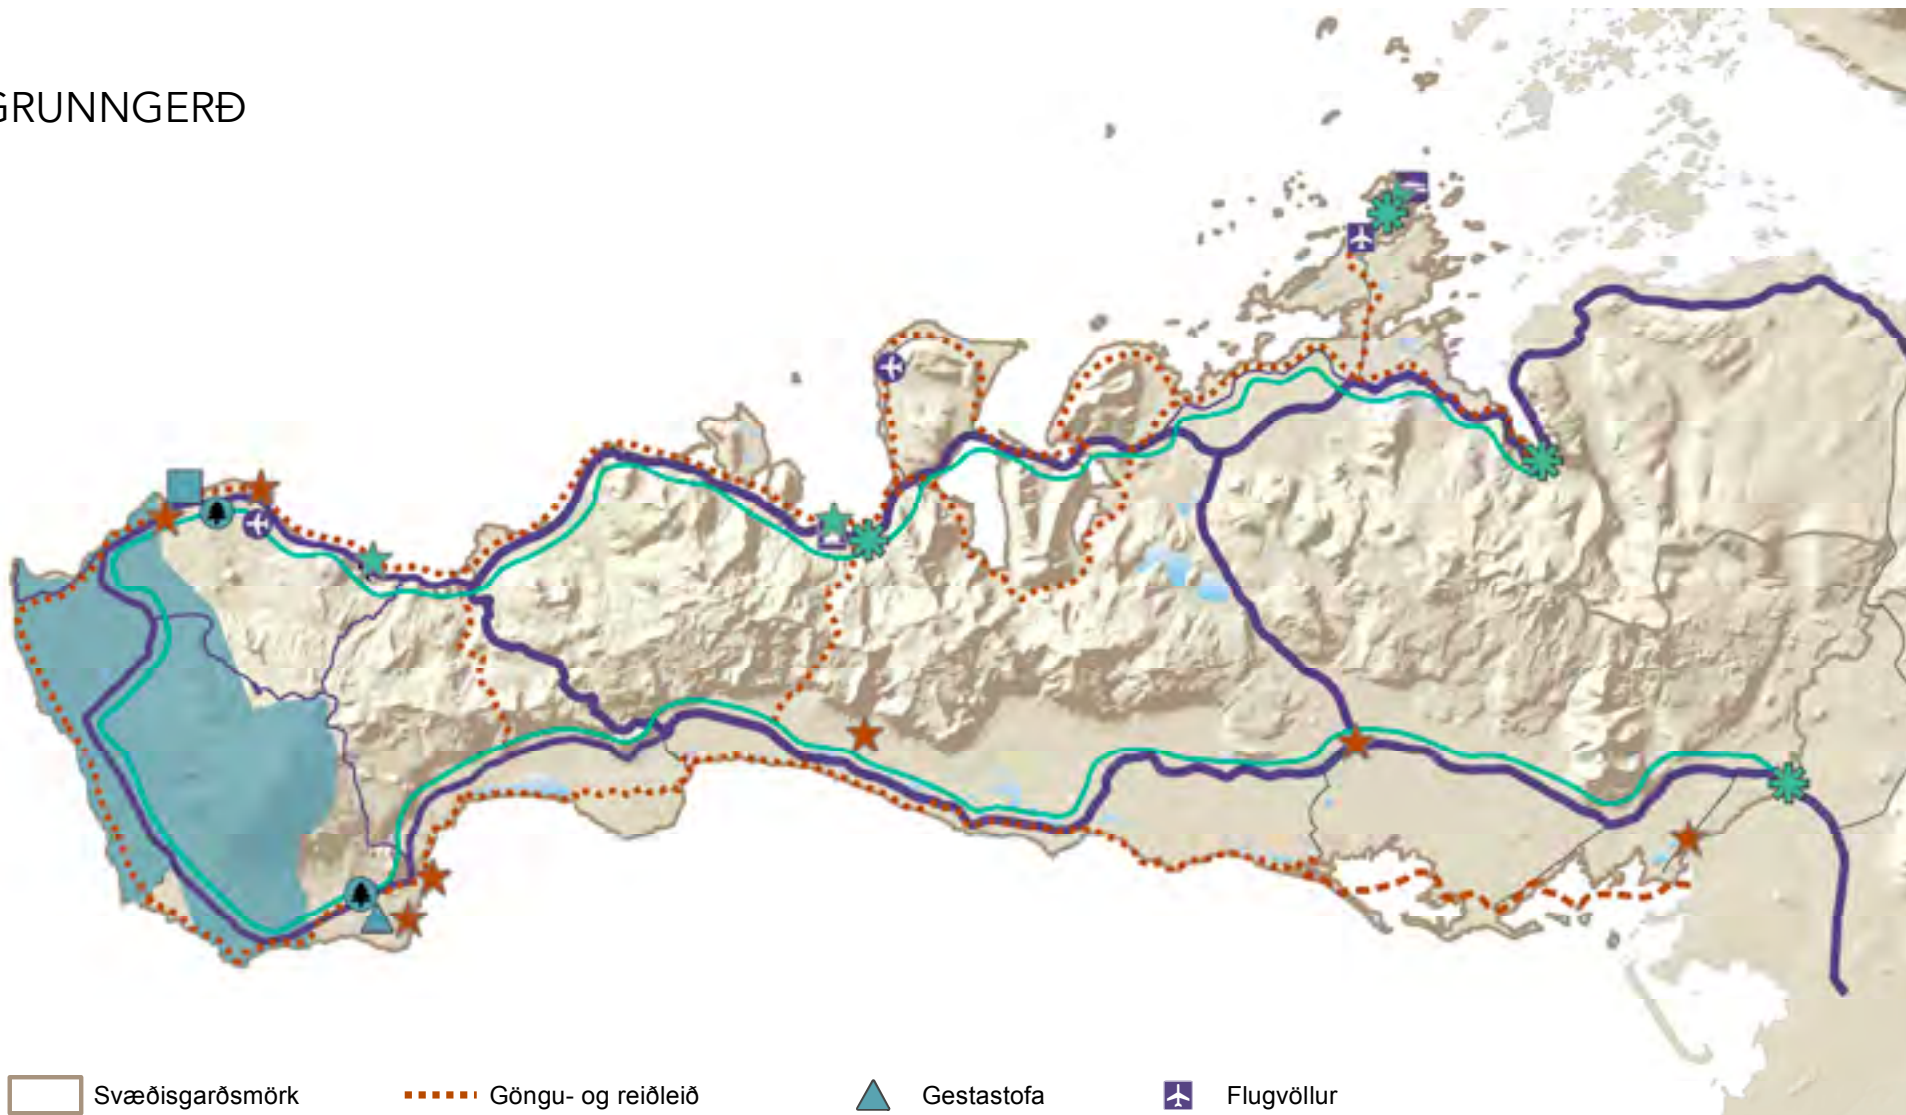 GRUNNGERÐ
Svæðisgarðsmörk
Göngu- og reiðleið
Gestastofa
Flugvöllur